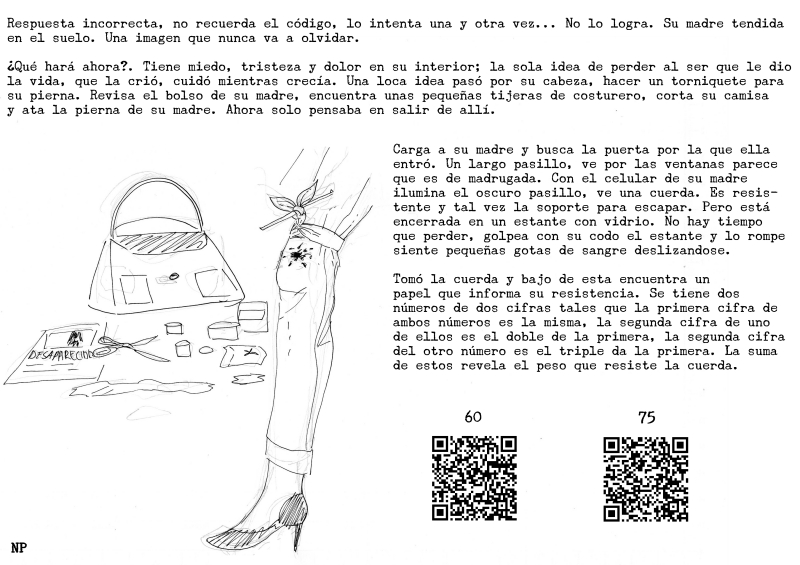 Respuesta incorrecta, no recuerda el código, lo intenta una y otra vez... No lo logra. Su madre tendida
en el suelo. Una imagen que nunca va a olvidar.
¿Qué hará ahora?. Tiene miedo, tristeza y dolor en su interior; la sola idea de perder al ser que le dio
la vida, que la crió, cuidó mientras crecía. Una loca idea pasó por su cabeza, hacer un torniquete para
su pierna. Revisa el bolso de su madre, encuentra unas pequeñas tijeras de costurero, corta su camisa
y ata la pierna de su madre. Ahora solo pensaba en salir de allí.
Carga a su madre y busca la puerta por la que ella
entró. Un largo pasillo, ve por las ventanas parece
que es de madrugada. Con el celular de su madre
ilumina el oscuro pasillo, ve una cuerda. Es resis-
tente y tal vez la soporte para escapar. Pero está
encerrada en un estante con vidrio. No hay tiempo
que perder, golpea con su codo el estante y lo rompe
siente pequeñas gotas de sangre deslizandose.
Tomó la cuerda y bajo de esta encuentra un
papel que informa su resistencia. Se tiene dos
números de dos cifras tales que la primera cifra de
ambos números es la misma, la segunda cifra de uno
de ellos es el doble de la primera, la segunda cifra
del otro número es el triple da la primera. La suma
de estos revela el peso que resiste la cuerda.
DESAPARECIDO
60 75
NP